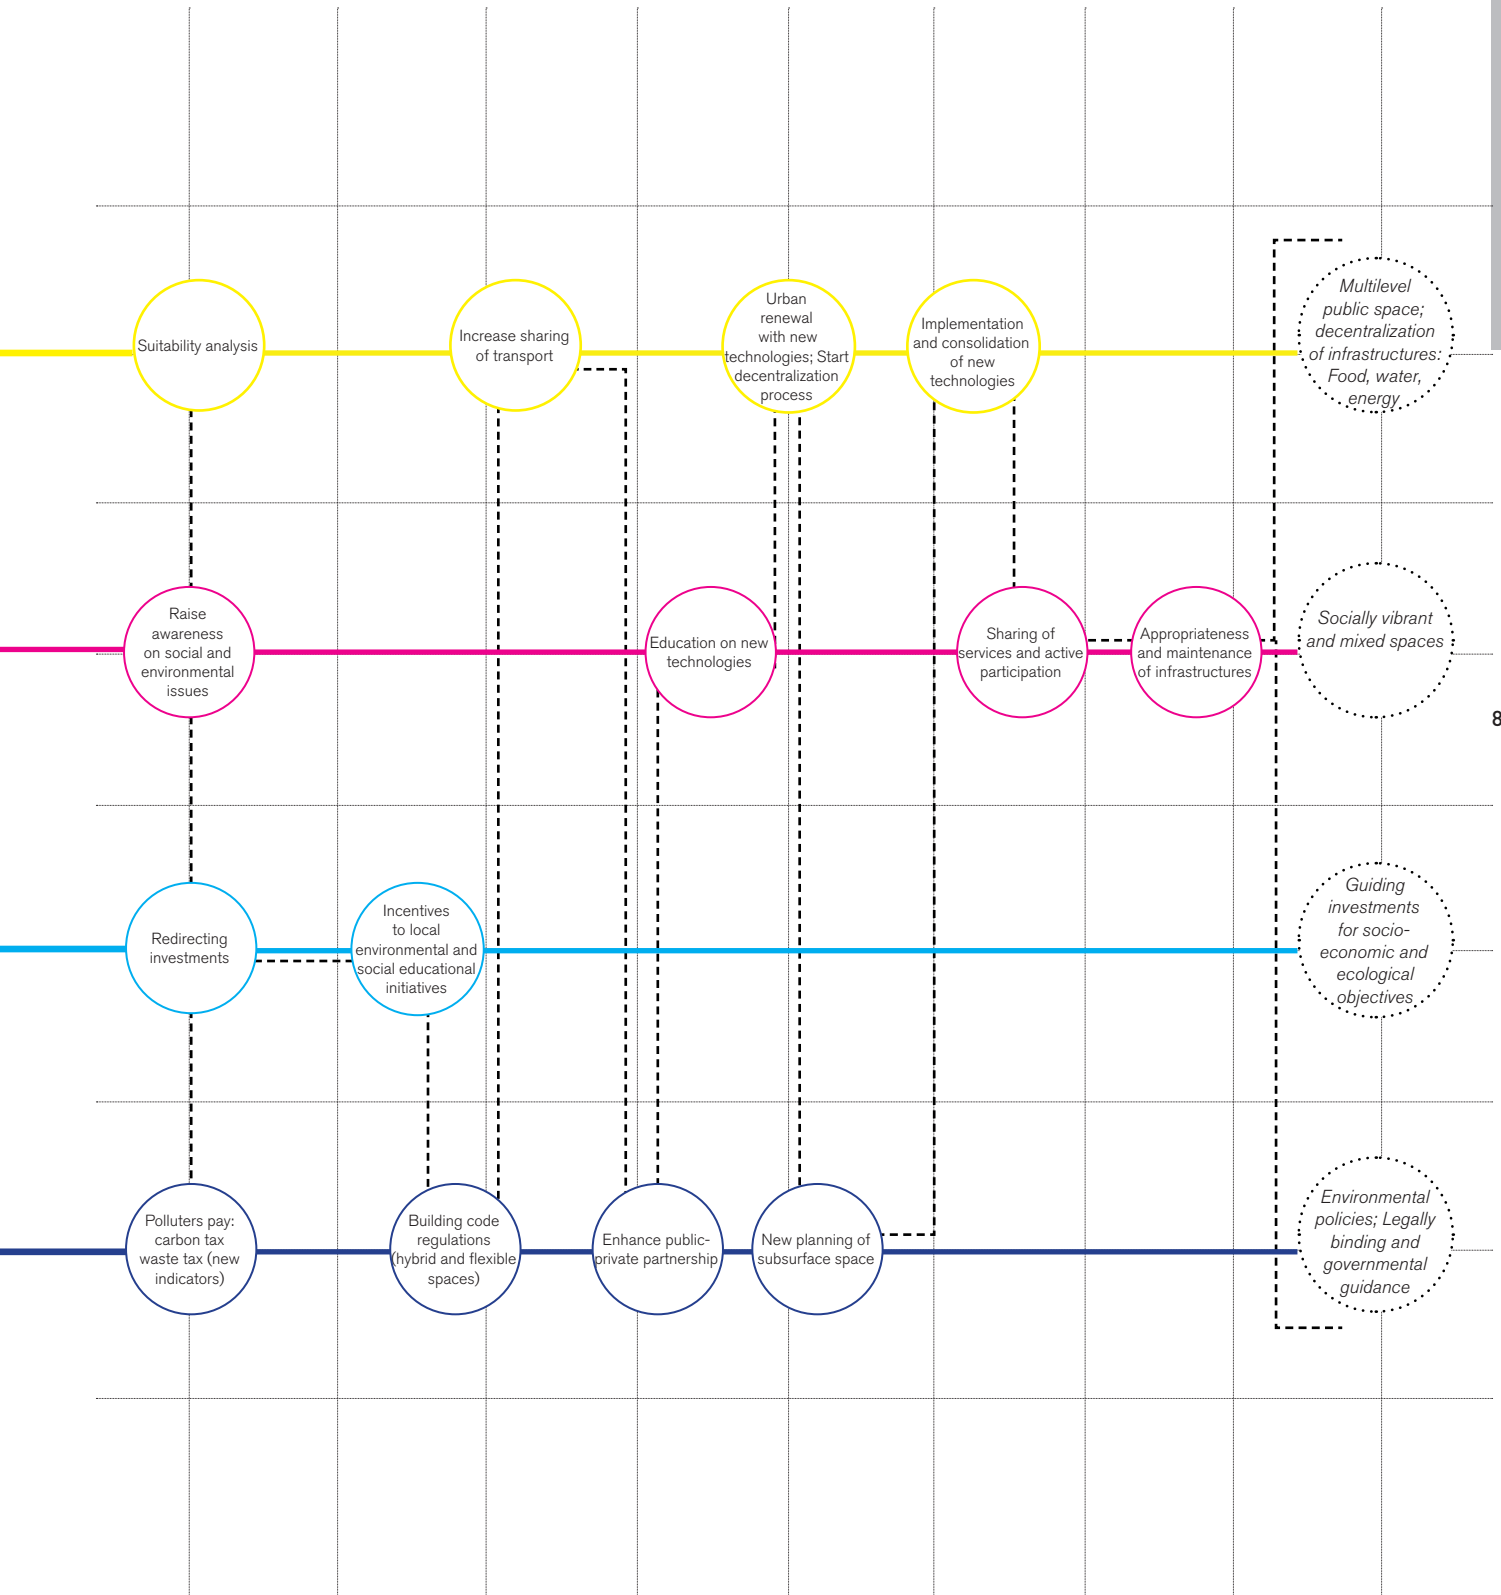 Suitability analysis
Increase sharing
of transport
Urban
renewal
with new
technologies; Start
decentralization
process
Implementation
and consolidation
of new
technologies
Multilevel
public space;
decentralization
of infrastructures:
Food, water,
energy
Raise
awareness
on social and
environmental
issues
Education on new
technologies
Sharing of
services and active
participation
Appropriateness
and maintenance
of infrastructures
Socially vibrant
and mixed spaces
8
Redirecting
investments
Incentives
to local
environmental and
social educational
initiatives
Guiding
investments
for socio-
economic and
ecological
objectives
Polluters pay:
carbon tax
waste tax (new
indicators)
Building code
regulations
(hybrid and flexible
spaces)
Enhance public-
private partnership
New planning of
subsurface space
Environmental
policies; Legally
binding and
governmental
guidance